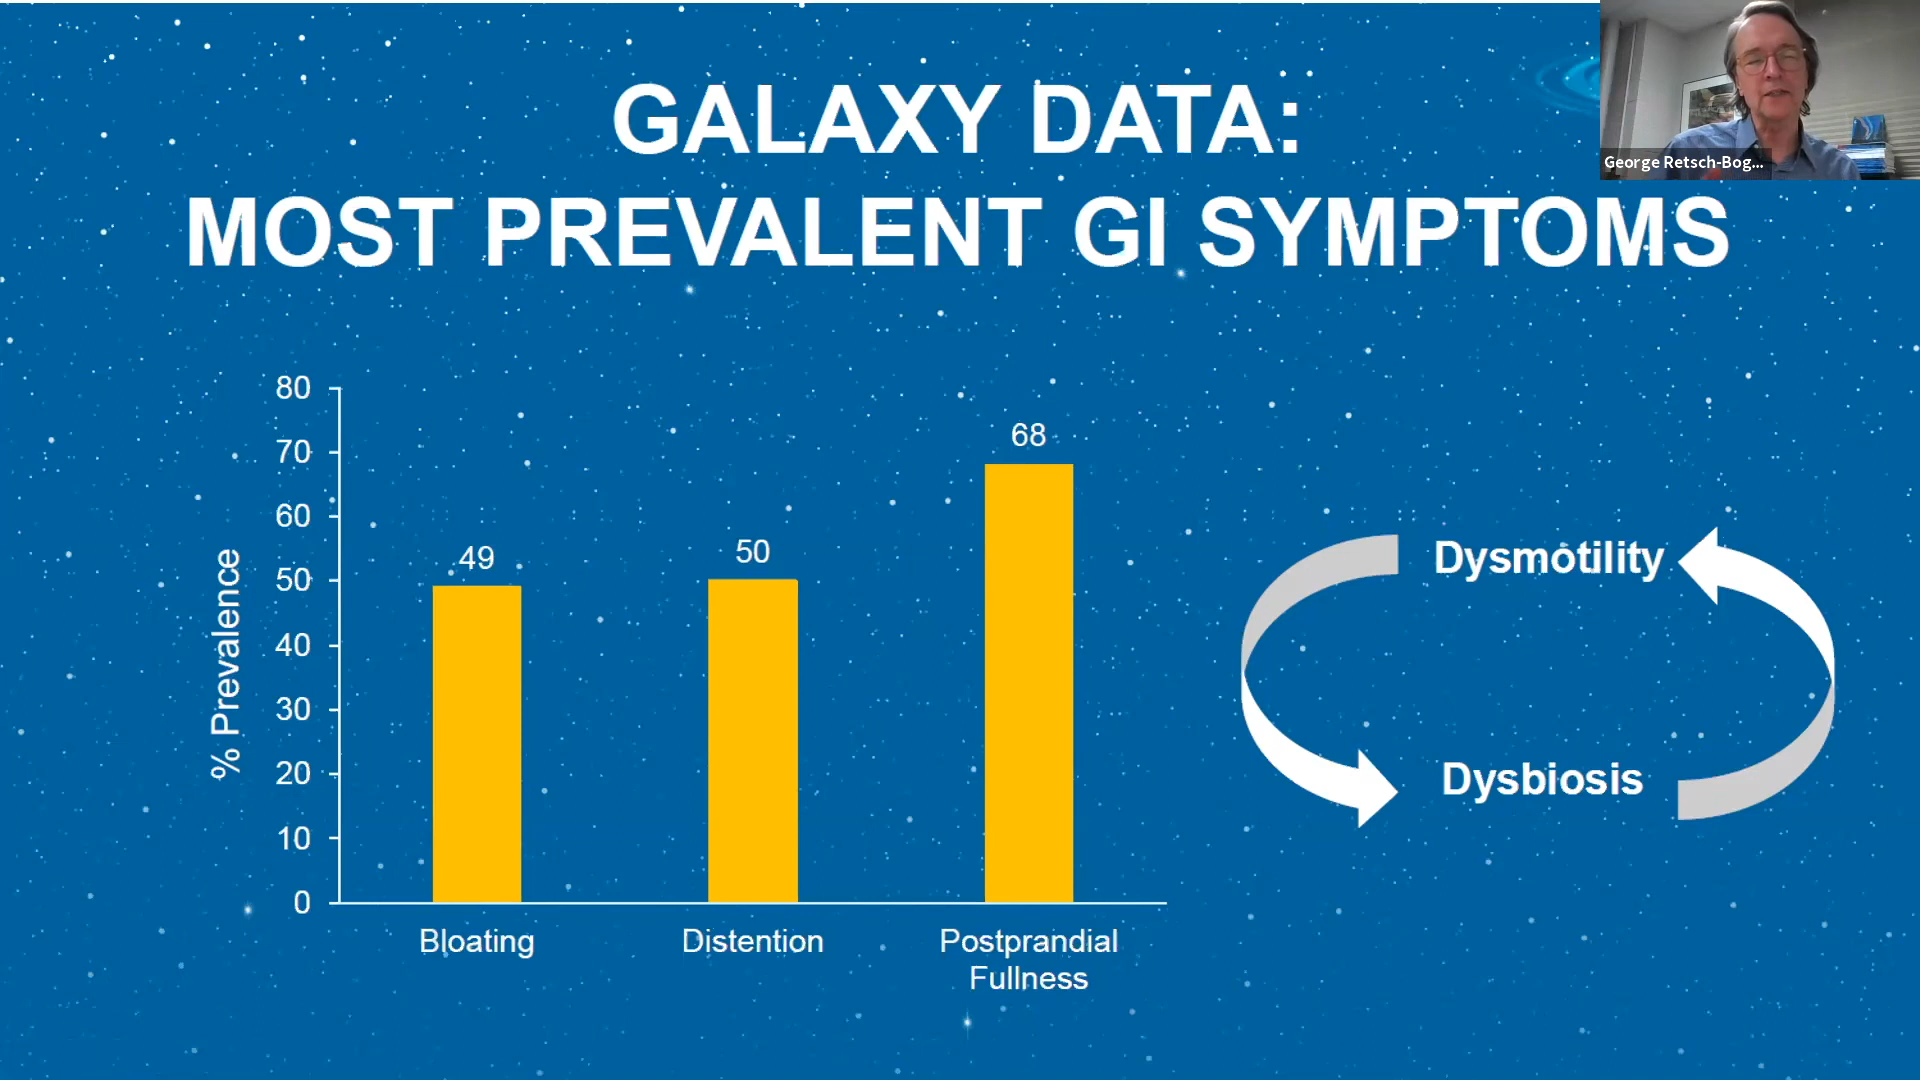 GALAXY DATA:
MOST PREVALENT GI SYMPTOMS
George Retsch-Bog...
% Prevalence
80
70
60
50
40
30
20
10
0
49
50
68
Bloating
Distention
Postprandial
Fullness
Dysmotility
Dysbiosis